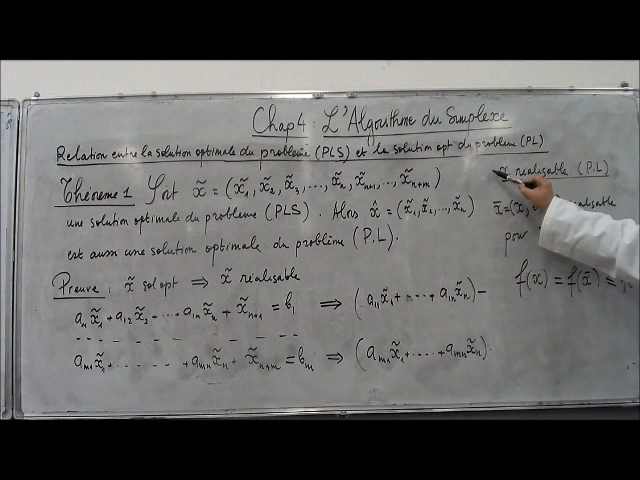 Chap 4 : L'Algorithme du Simplexe
Relation entre la solution optimale du problème (PLS) et la solution opt du problème (PL)
Théorème 1 Soit x̃ = (x̃₁, x̃₂, x̃₃, ..., x̃ₙ, x̃ₙ₊₁, ..., x̃ₙ₊ₘ)
une solution optimale du problème (PLS). Alors x̂ = (x̃₁, x̃₂, ..., x̃ₙ)
est aussi une solution optimale du problème (P.L).
Preuve : x̃ sol opt ⇒ x̃ réalisable
a₁₁x̃₁ + a₁₂x̃₂ + ... a₁ₙx̃ₙ + x̃ₙ₊₁ = b₁ ⇒ (a₁₁x̃₁ + ... + a₁ₙx̃ₙ) -
aₘ₁x̃₁ + ...... + aₘₙx̃ₙ + x̃ₙ₊ₘ = bₘ ⇒ (aₘ₁x̃₁ + .... + aₘₙx̃ₙ).
x réalisable (P.L)
x̄ = (x, réalisable
pour
f(x) = f(x̄) =